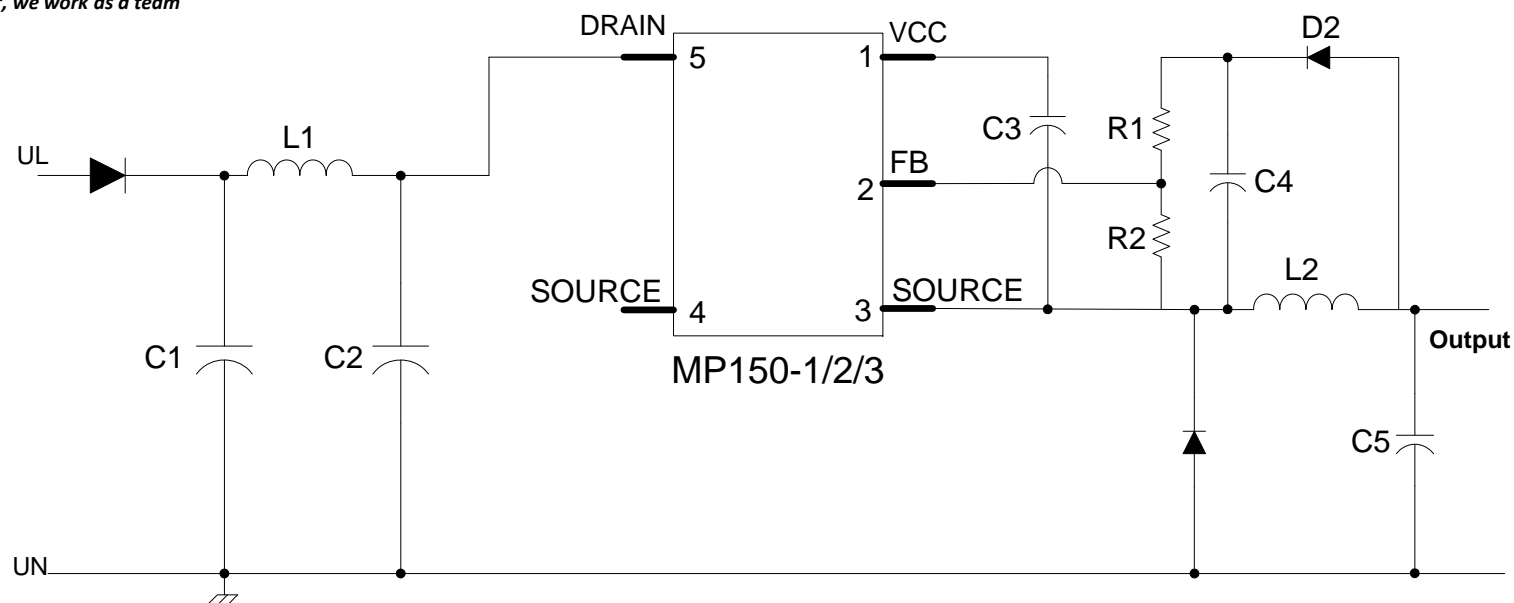 we work as a team
DRAIN
VCC
D2
5
1
L1
C3
R1
UL
FB
2
C4
R2
L2
SOURCE
SOURCE
4
3
Output
C1
C2
MP150-1/2/3
C5
UN